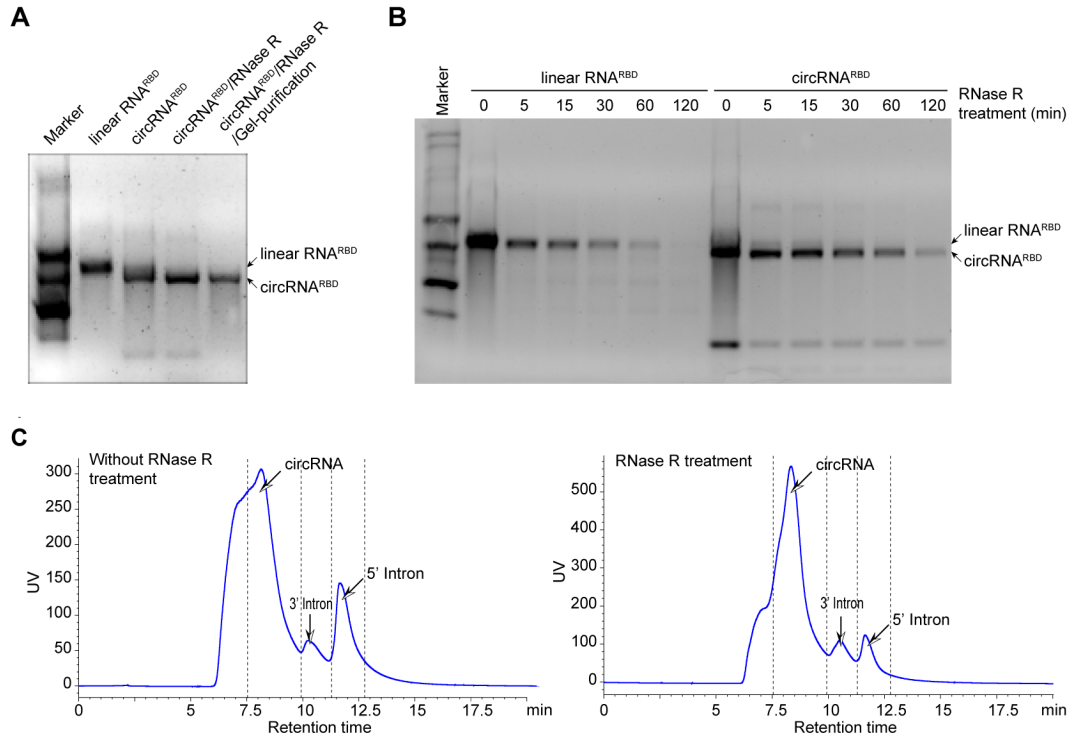 A
Marker
linear RNA^RBD
circRNA^RBD
circRNA^RBD/RNase R
circRNA^RBD/RNase R
/Gel-purification
linear RNA^RBD
circRNA^RBD
B
Marker
linear RNA^RBD
circRNA^RBD
0 5 15 30 60 120 0 5 15 30 60 120
RNase R
treatment (min)
linear RNA^RBD
circRNA^RBD
C
Without RNase R
treatment
circRNA
3' Intron
5' Intron
UV
300
250
200
150
100
50
0
0 5 7.5 10 12.5 15 17.5 min
Retention time
RNase R treatment
circRNA
3' Intron
5' Intron
UV
500
400
300
200
100
0
0 5 7.5 10 12.5 15 17.5 min
Retention time